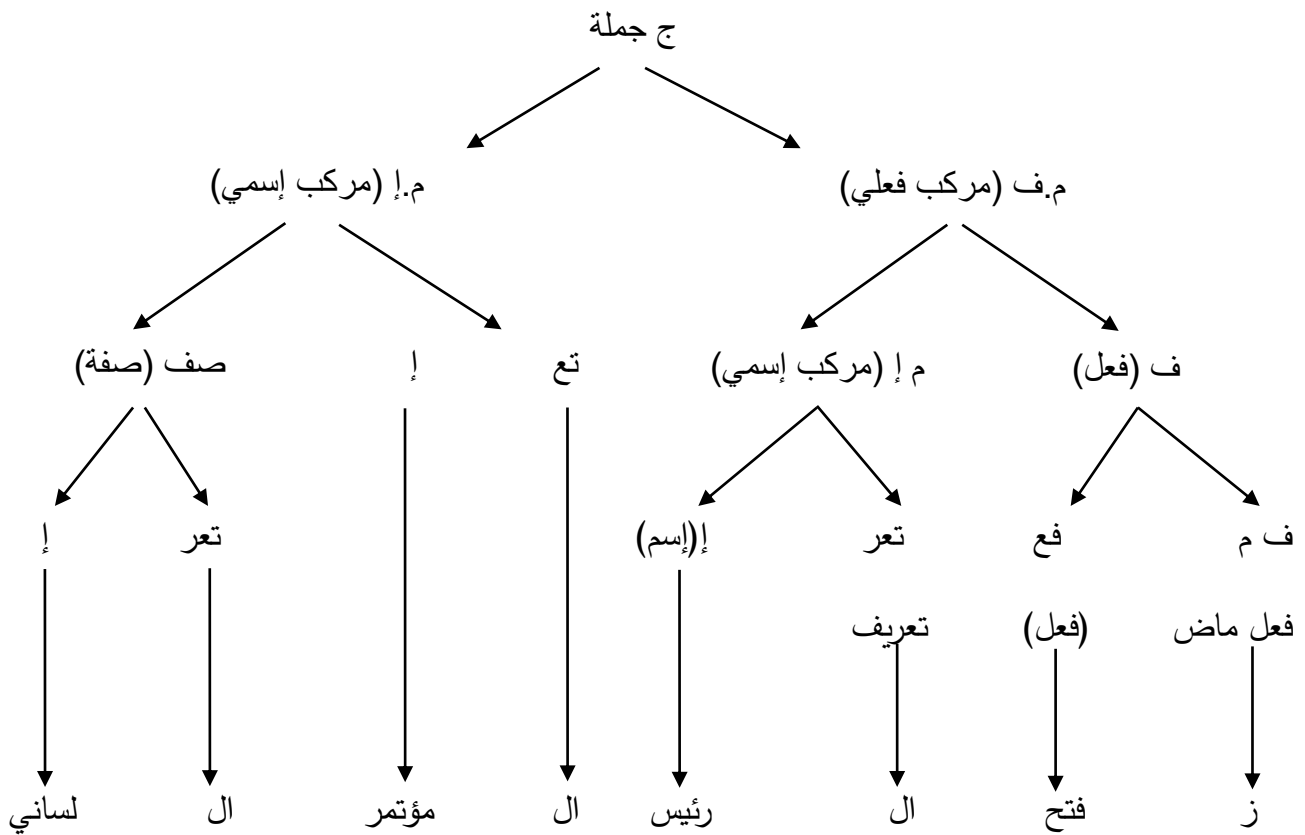 ج جملة
م.ف (مركب فعلي) م.إ (مركب إسمي)
ف (فعل) م إ (مركب إسمي) تع إ صف (صفة)
ف م فع تعر إ(إسم) تعر إ
فعل ماض (فعل) تعريف
ز فتح ال رئيس ال مؤتمر ال لساني